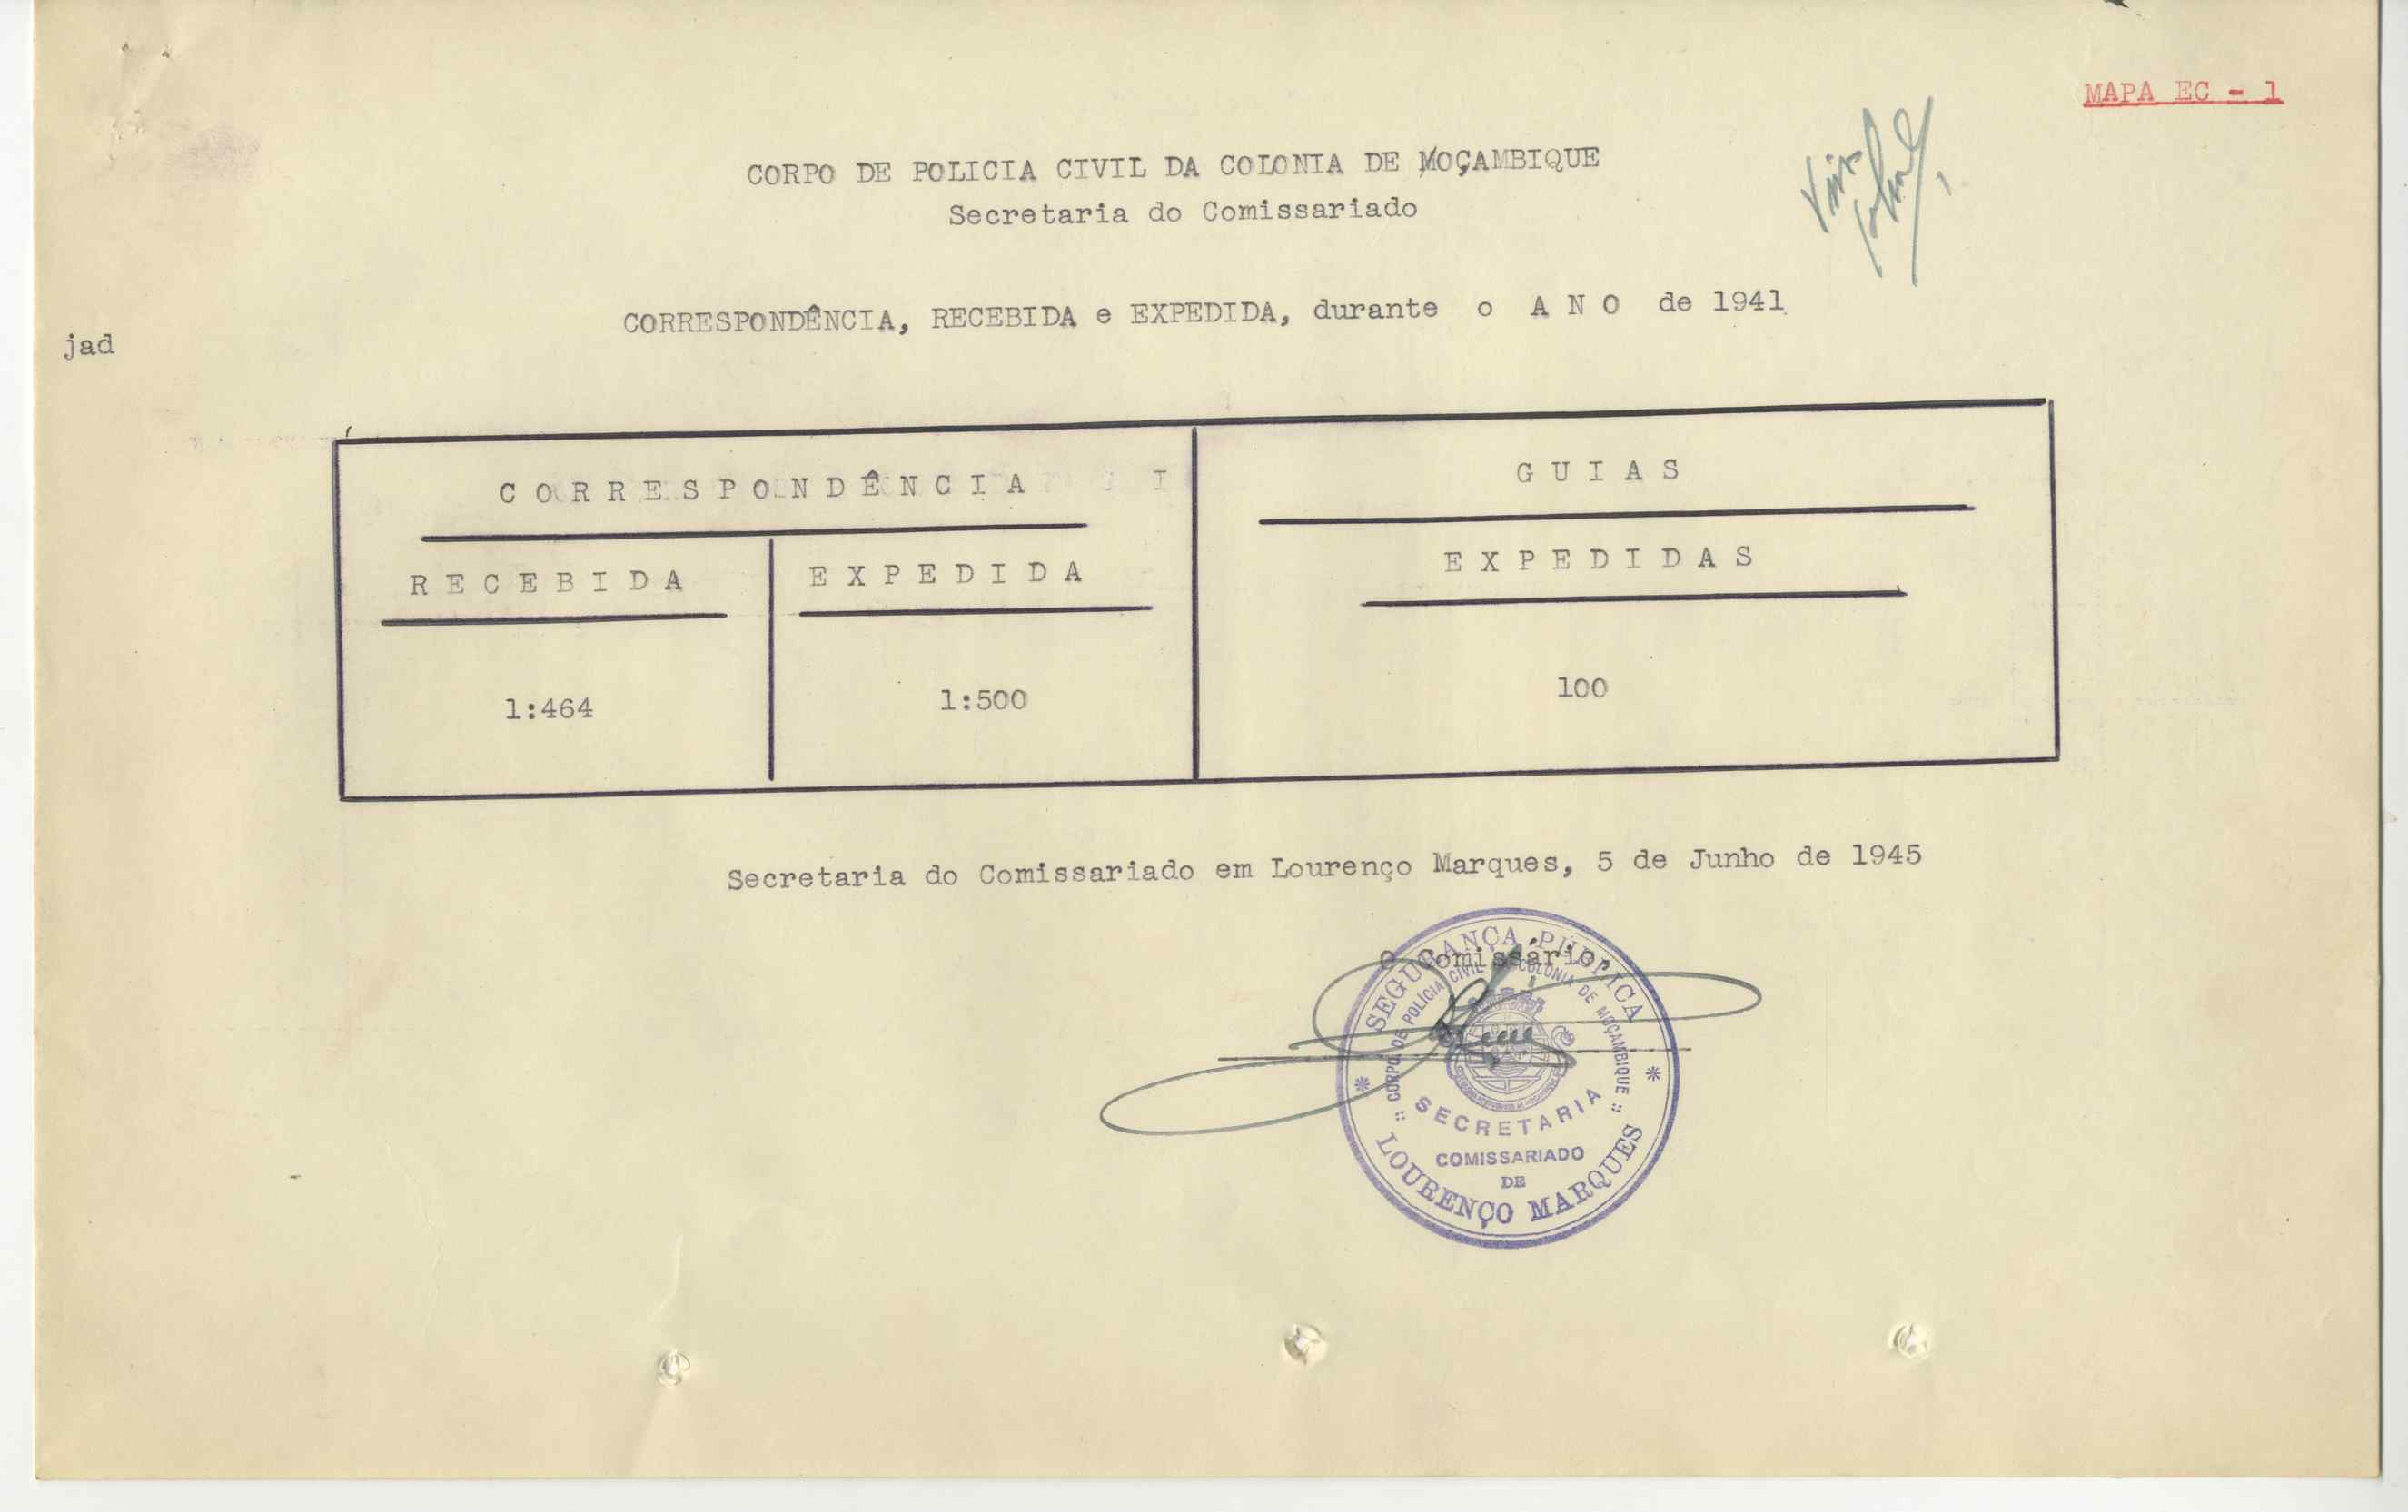 MAPA EC - 1
CORPO DE POLICIA CIVIL DA COLONIA DE MOÇAMBIQUE
Secretaria do Comissariado
CORRESPONDÊNCIA, RECEBIDA e EXPEDIDA, durante o A N O de 1941
jad
C O R R E S P O N D Ê N C I A
G U I A S
R E C E B I D A
E X P E D I D A
E X P E D I D A S
1:464
1:500
100
Secretaria do Comissariado em Lourenço Marques, 5 de Junho de 1945
O Comissário,
SEGURANÇA PÚBLICA
CORPO DE POLÍCIA CIVIL COLONIA DE MOÇAMBIQUE
SECRETARIA
COMISSARIADO
DE
LOURENÇO MARQUES